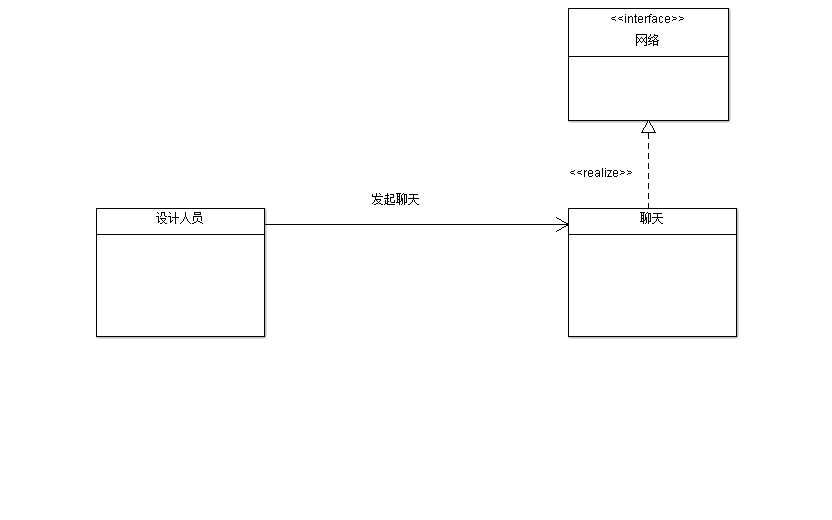 <<interface>>
网络
<<realize>>
发起聊天
设计人员
聊天